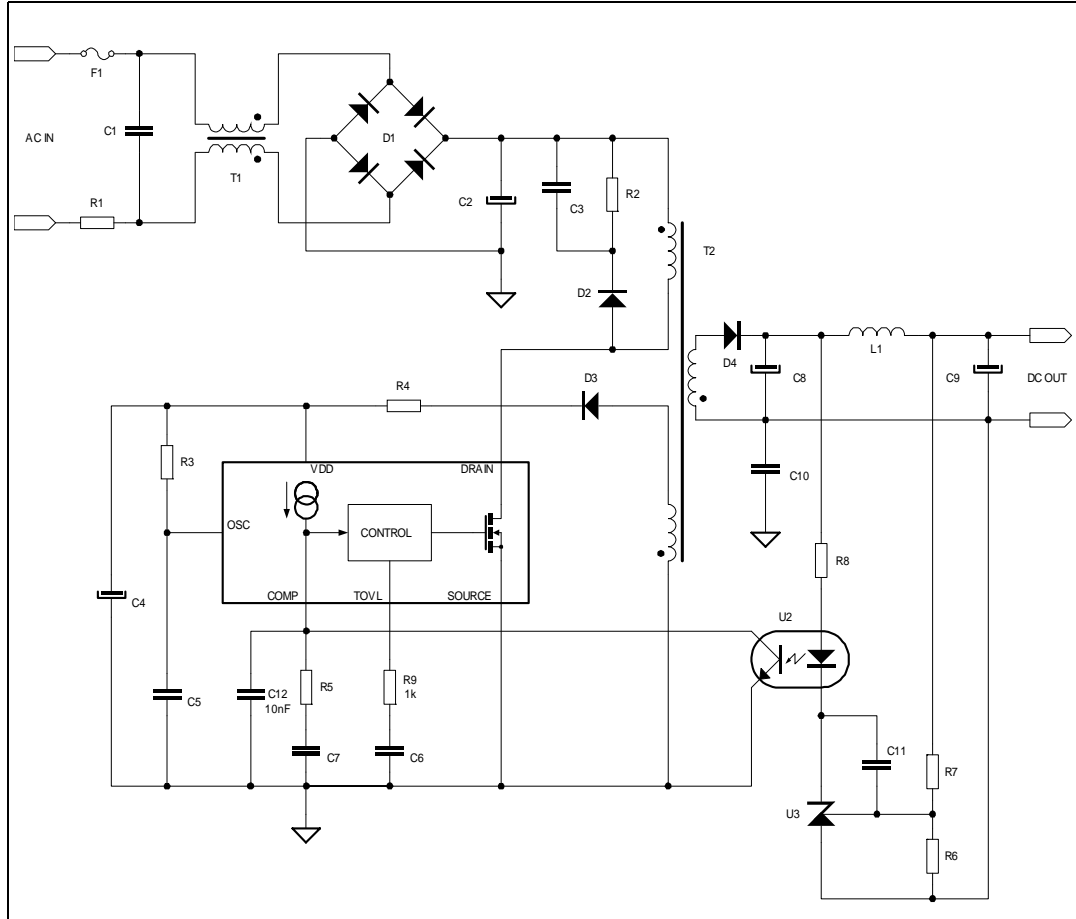 F1
AC IN
C1
R1
T1
D1
C2
C3
R2
D2
T2
D4
C8
L1
C9
DC OUT
R4
D3
R3
VDD
DRAIN
OSC
CONTROL
C10
COMP
TOVL
SOURCE
R8
C4
U2
C5
C12
10nF
R5
R9
1k
C7
C6
C11
R7
U3
R6